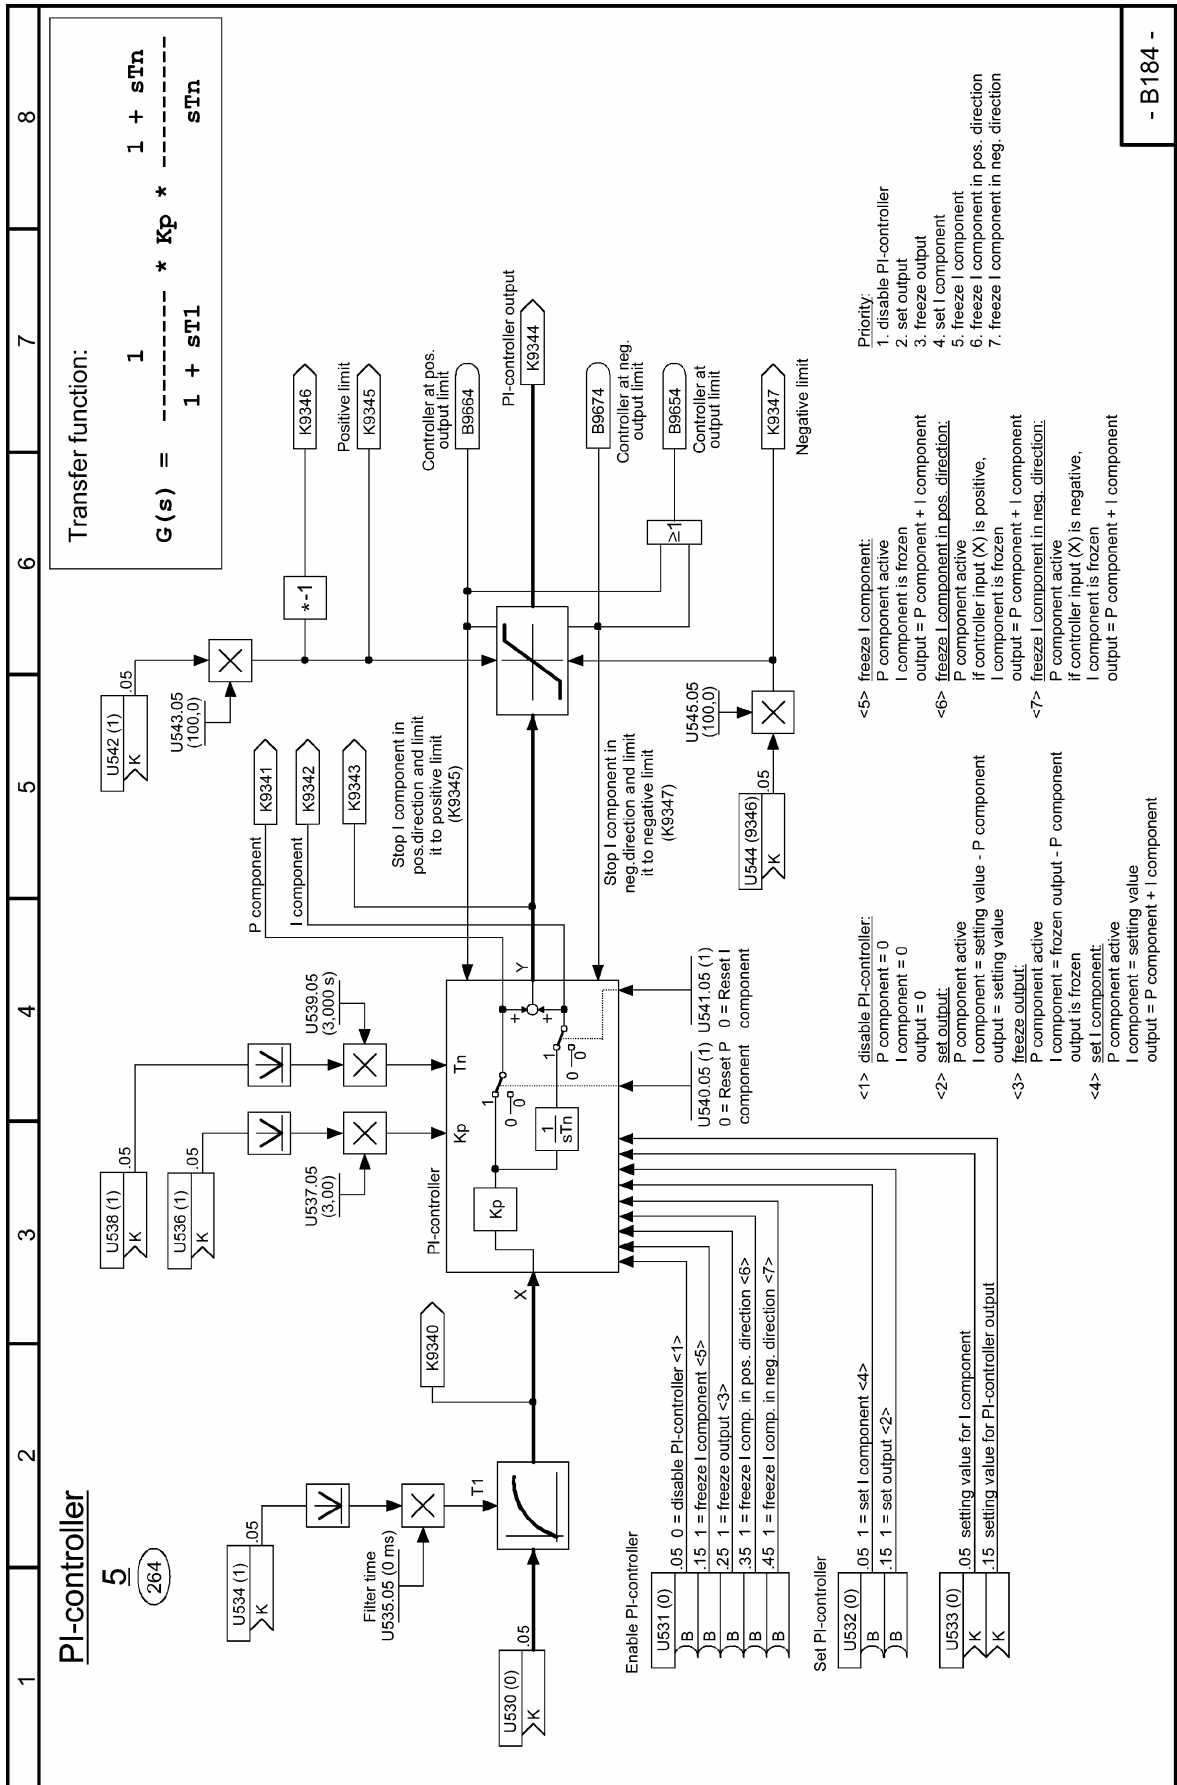 1 2 3 4 5 6 7 8
PI-controller
5
264
Transfer function:
1 1 + sTn
G(s) = --------- * Kp * ---------
1 + sT1 sTn
U534 (1)
K
.05
Filter time
U535.05 (0 ms)
T1
U530 (0)
K
.05
K9340
X
U538 (1)
K
.05
U536 (1)
K
.05
U537.05
(3,00)
U539.05
(3,000 s)
PI-controller
Kp
Tn
Kp
1
sTn
1
0
0
1
0
0
+
+
Y
U540.05 (1)
0 = Reset P
component
U541.05 (1)
0 = Reset I
component
P component
K9341
I component
K9342
K9343
U542 (1)
K
.05
U543.05
(100,0)
*-1
K9346
Positive limit
K9345
Stop I component in
pos.direction and limit
it to positive limit
(K9345)
Controller at pos.
output limit
B9664
PI-controller output
K9344
Stop I component in
neg.direction and limit
it to negative limit
(K9347)
B9674
Controller at neg.
output limit
≥1
B9654
Controller at
output limit
U545.05
(100,0)
U544 (9346)
K
.05
K9347
Negative limit
Enable PI-controller
U531 (0)
B .05 0 = disable PI-controller <1>
B .15 1 = freeze I component <5>
B .25 1 = freeze output <3>
B .35 1 = freeze I comp. in pos. direction <6>
B .45 1 = freeze I comp. in neg. direction <7>
Set PI-controller
U532 (0)
B .05 1 = set I component <4>
B .15 1 = set output <2>
U533 (0)
K .05 setting value for I component
K .15 setting value for PI-controller output
<1> disable PI-controller:
P component = 0
I component = 0
output = 0
<2> set output:
P component active
I component = setting value - P component
output = setting value
<3> freeze output:
P component active
I component = frozen output - P component
output is frozen
<4> set I component:
P component active
I component = setting value
output = P component + I component
<5> freeze I component:
P component active
I component is frozen
output = P component + I component
<6> freeze I component in pos. direction:
P component active
if controller input (X) is positive,
I component is frozen
output = P component + I component
<7> freeze I component in neg. direction:
P component active
if controller input (X) is negative,
I component is frozen
output = P component + I component
Priority:
1. disable PI-controller
2. set output
3. freeze output
4. set I component
5. freeze I component
6. freeze I component in pos. direction
7. freeze I component in neg. direction
- B184 -